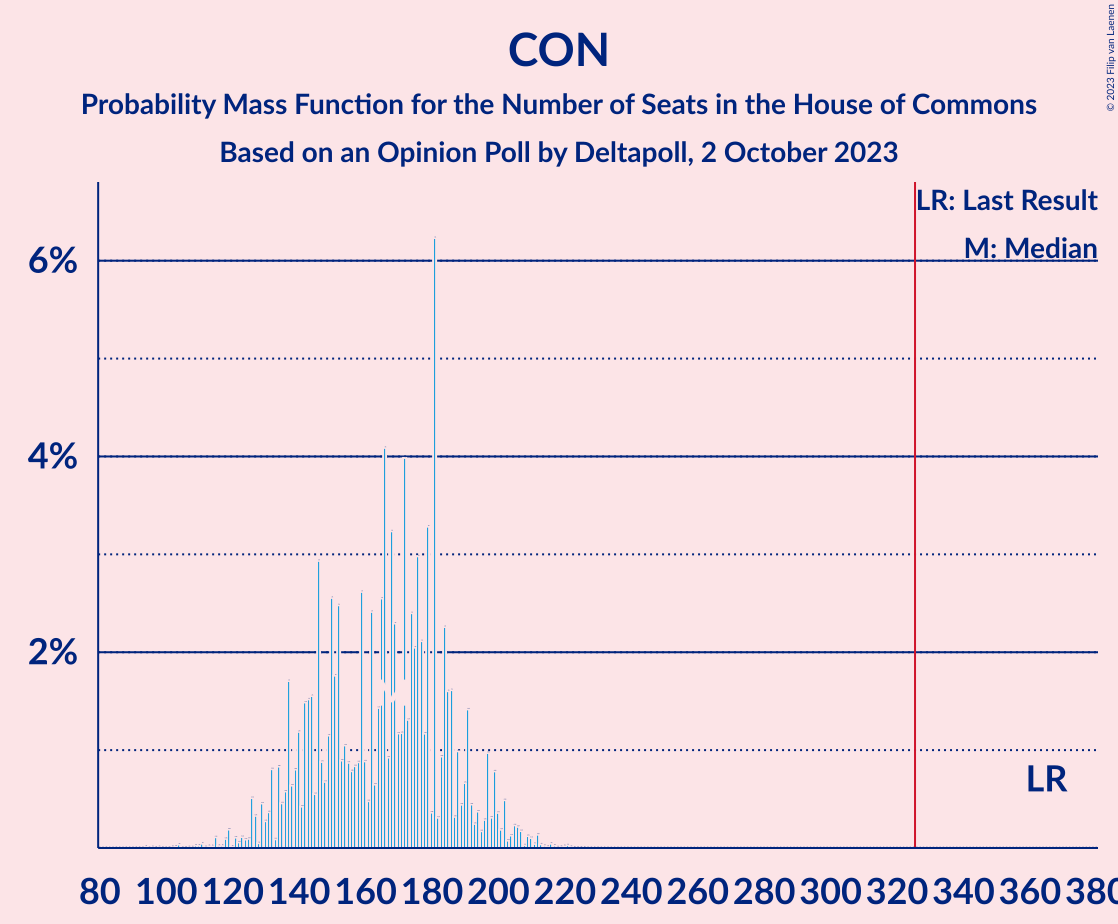 CON
Probability Mass Function for the Number of Seats in the House of Commons
Based on an Opinion Poll by Deltapoll, 2 October 2023
© 2023 Filip van Laenen
LR: Last Result
M: Median
6%
4%
2%
LR
80 100 120 140 160 180 200 220 240 260 280 300 320 340 360 380